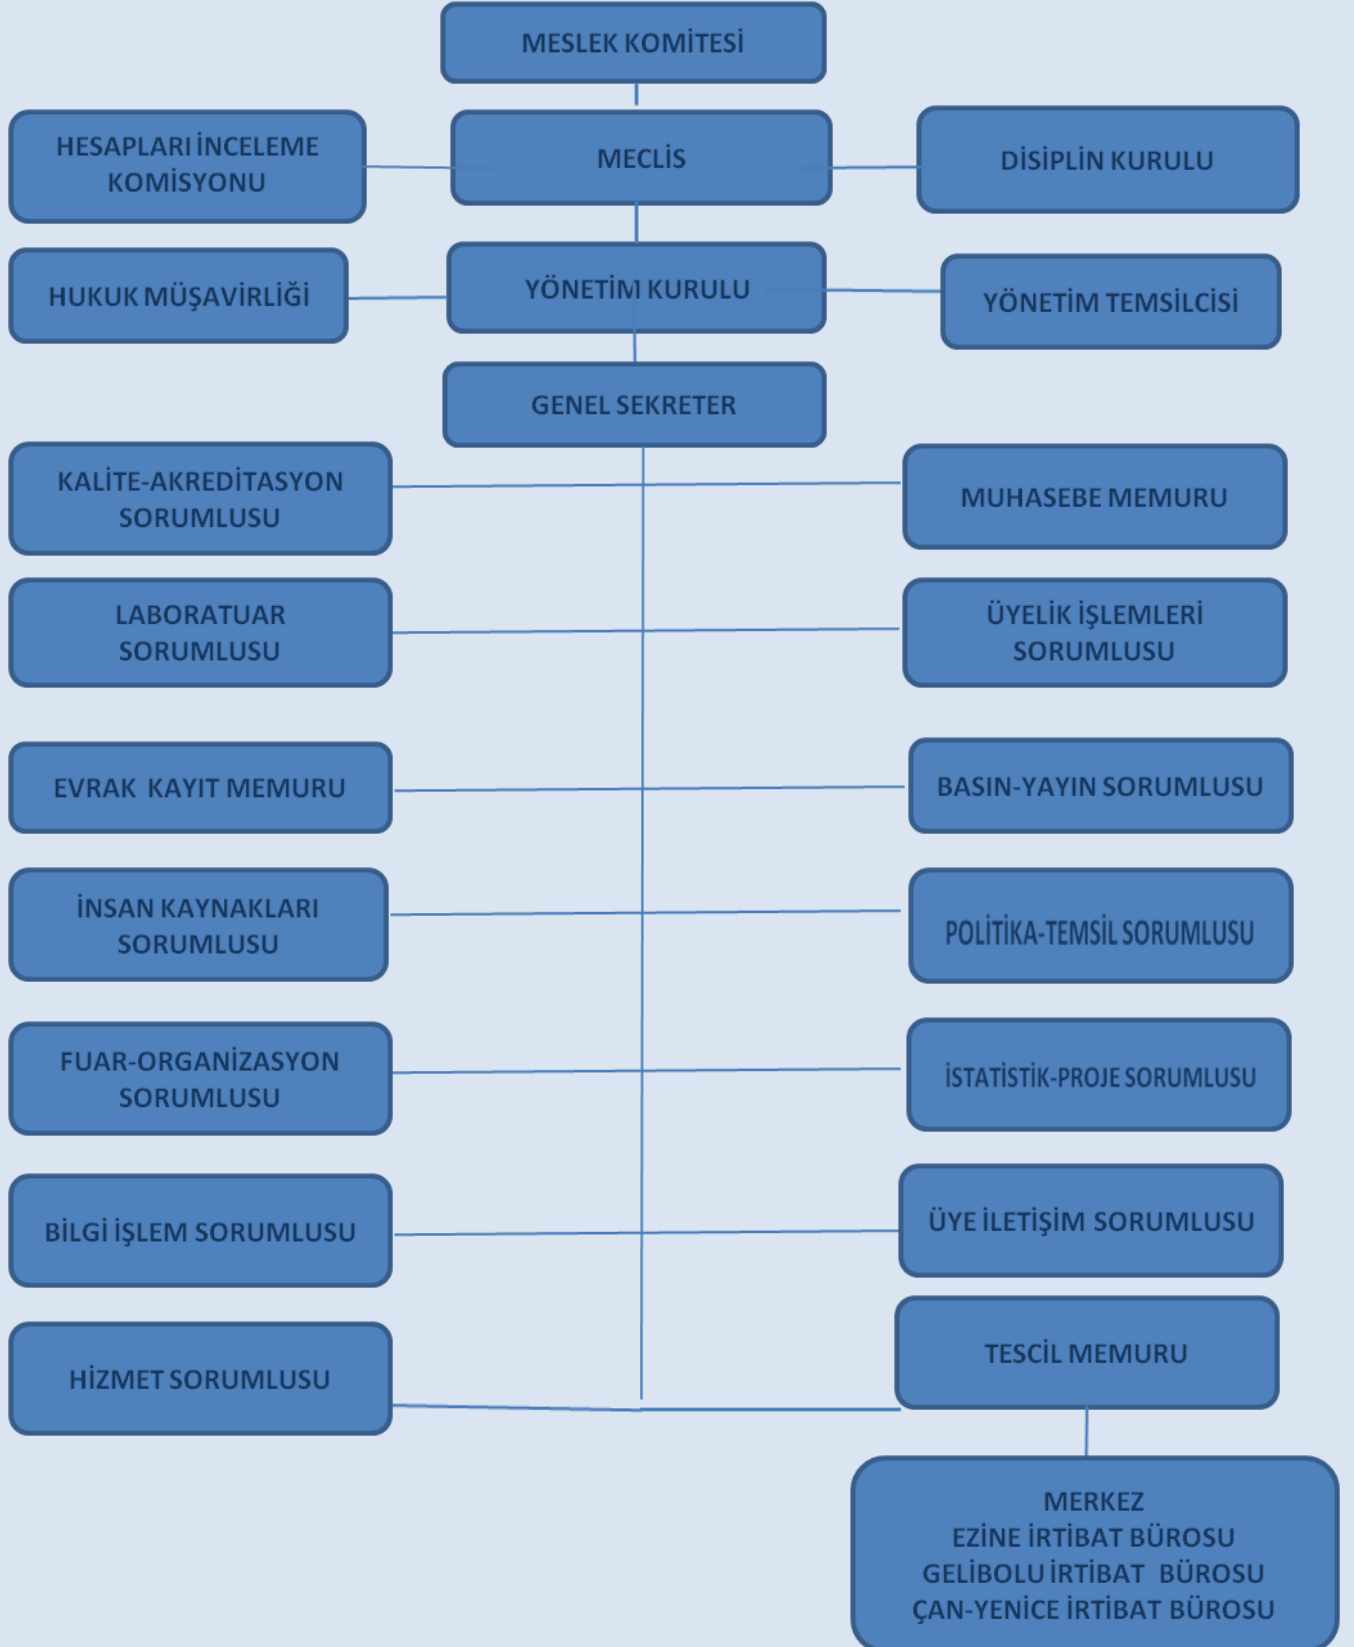 MESLEK KOMİTESİ
HESAPLARI İNCELEME
KOMİSYONU
MECLİS
DİSİPLİN KURULU
HUKUK MÜŞAVİRLİĞİ
YÖNETİM KURULU
YÖNETİM TEMSİLCİSİ
GENEL SEKRETER
KALİTE-AKREDİTASYON
SORUMLUSU
MUHASEBE MEMURU
LABORATUAR
SORUMLUSU
ÜYELİK İŞLEMLERİ
SORUMLUSU
EVRAK KAYIT MEMURU
BASIN-YAYIN SORUMLUSU
İNSAN KAYNAKLARI
SORUMLUSU
POLİTİKA-TEMSİL SORUMLUSU
FUAR-ORGANİZASYON
SORUMLUSU
İSTATİSTİK-PROJE SORUMLUSU
BİLGİ İŞLEM SORUMLUSU
ÜYE İLETİŞİM SORUMLUSU
HİZMET SORUMLUSU
TESCİL MEMURU
MERKEZ
EZİNE İRTİBAT BÜROSU
GELİBOLU İRTİBAT BÜROSU
ÇAN-YENİCE İRTİBAT BÜROSU